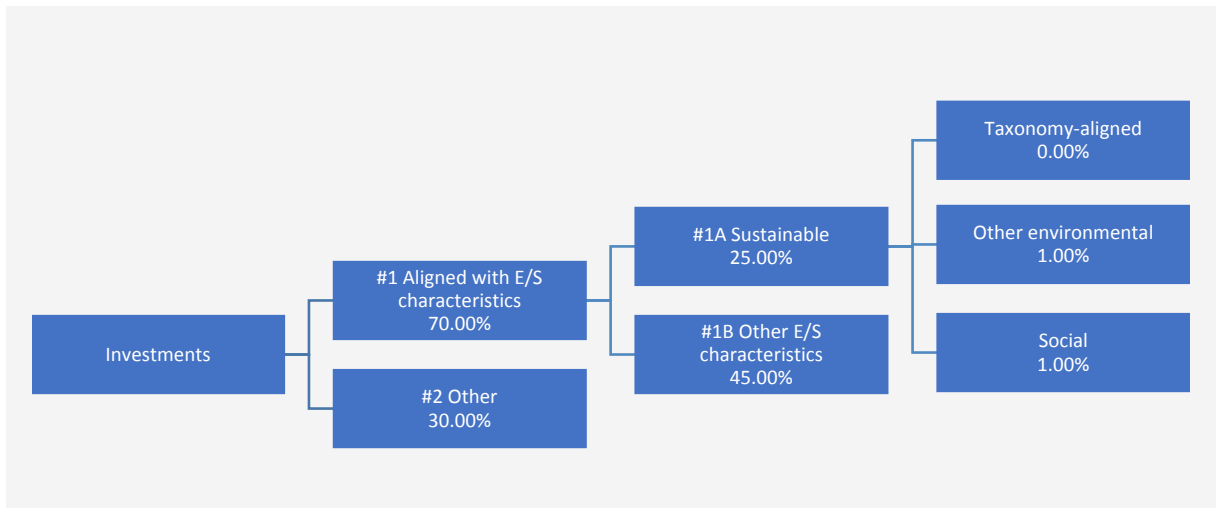 Investments
#1 Aligned with E/S
characteristics
70.00%
#2 Other
30.00%
#1A Sustainable
25.00%
#1B Other E/S
characteristics
45.00%
Taxonomy-aligned
0.00%
Other environmental
1.00%
Social
1.00%